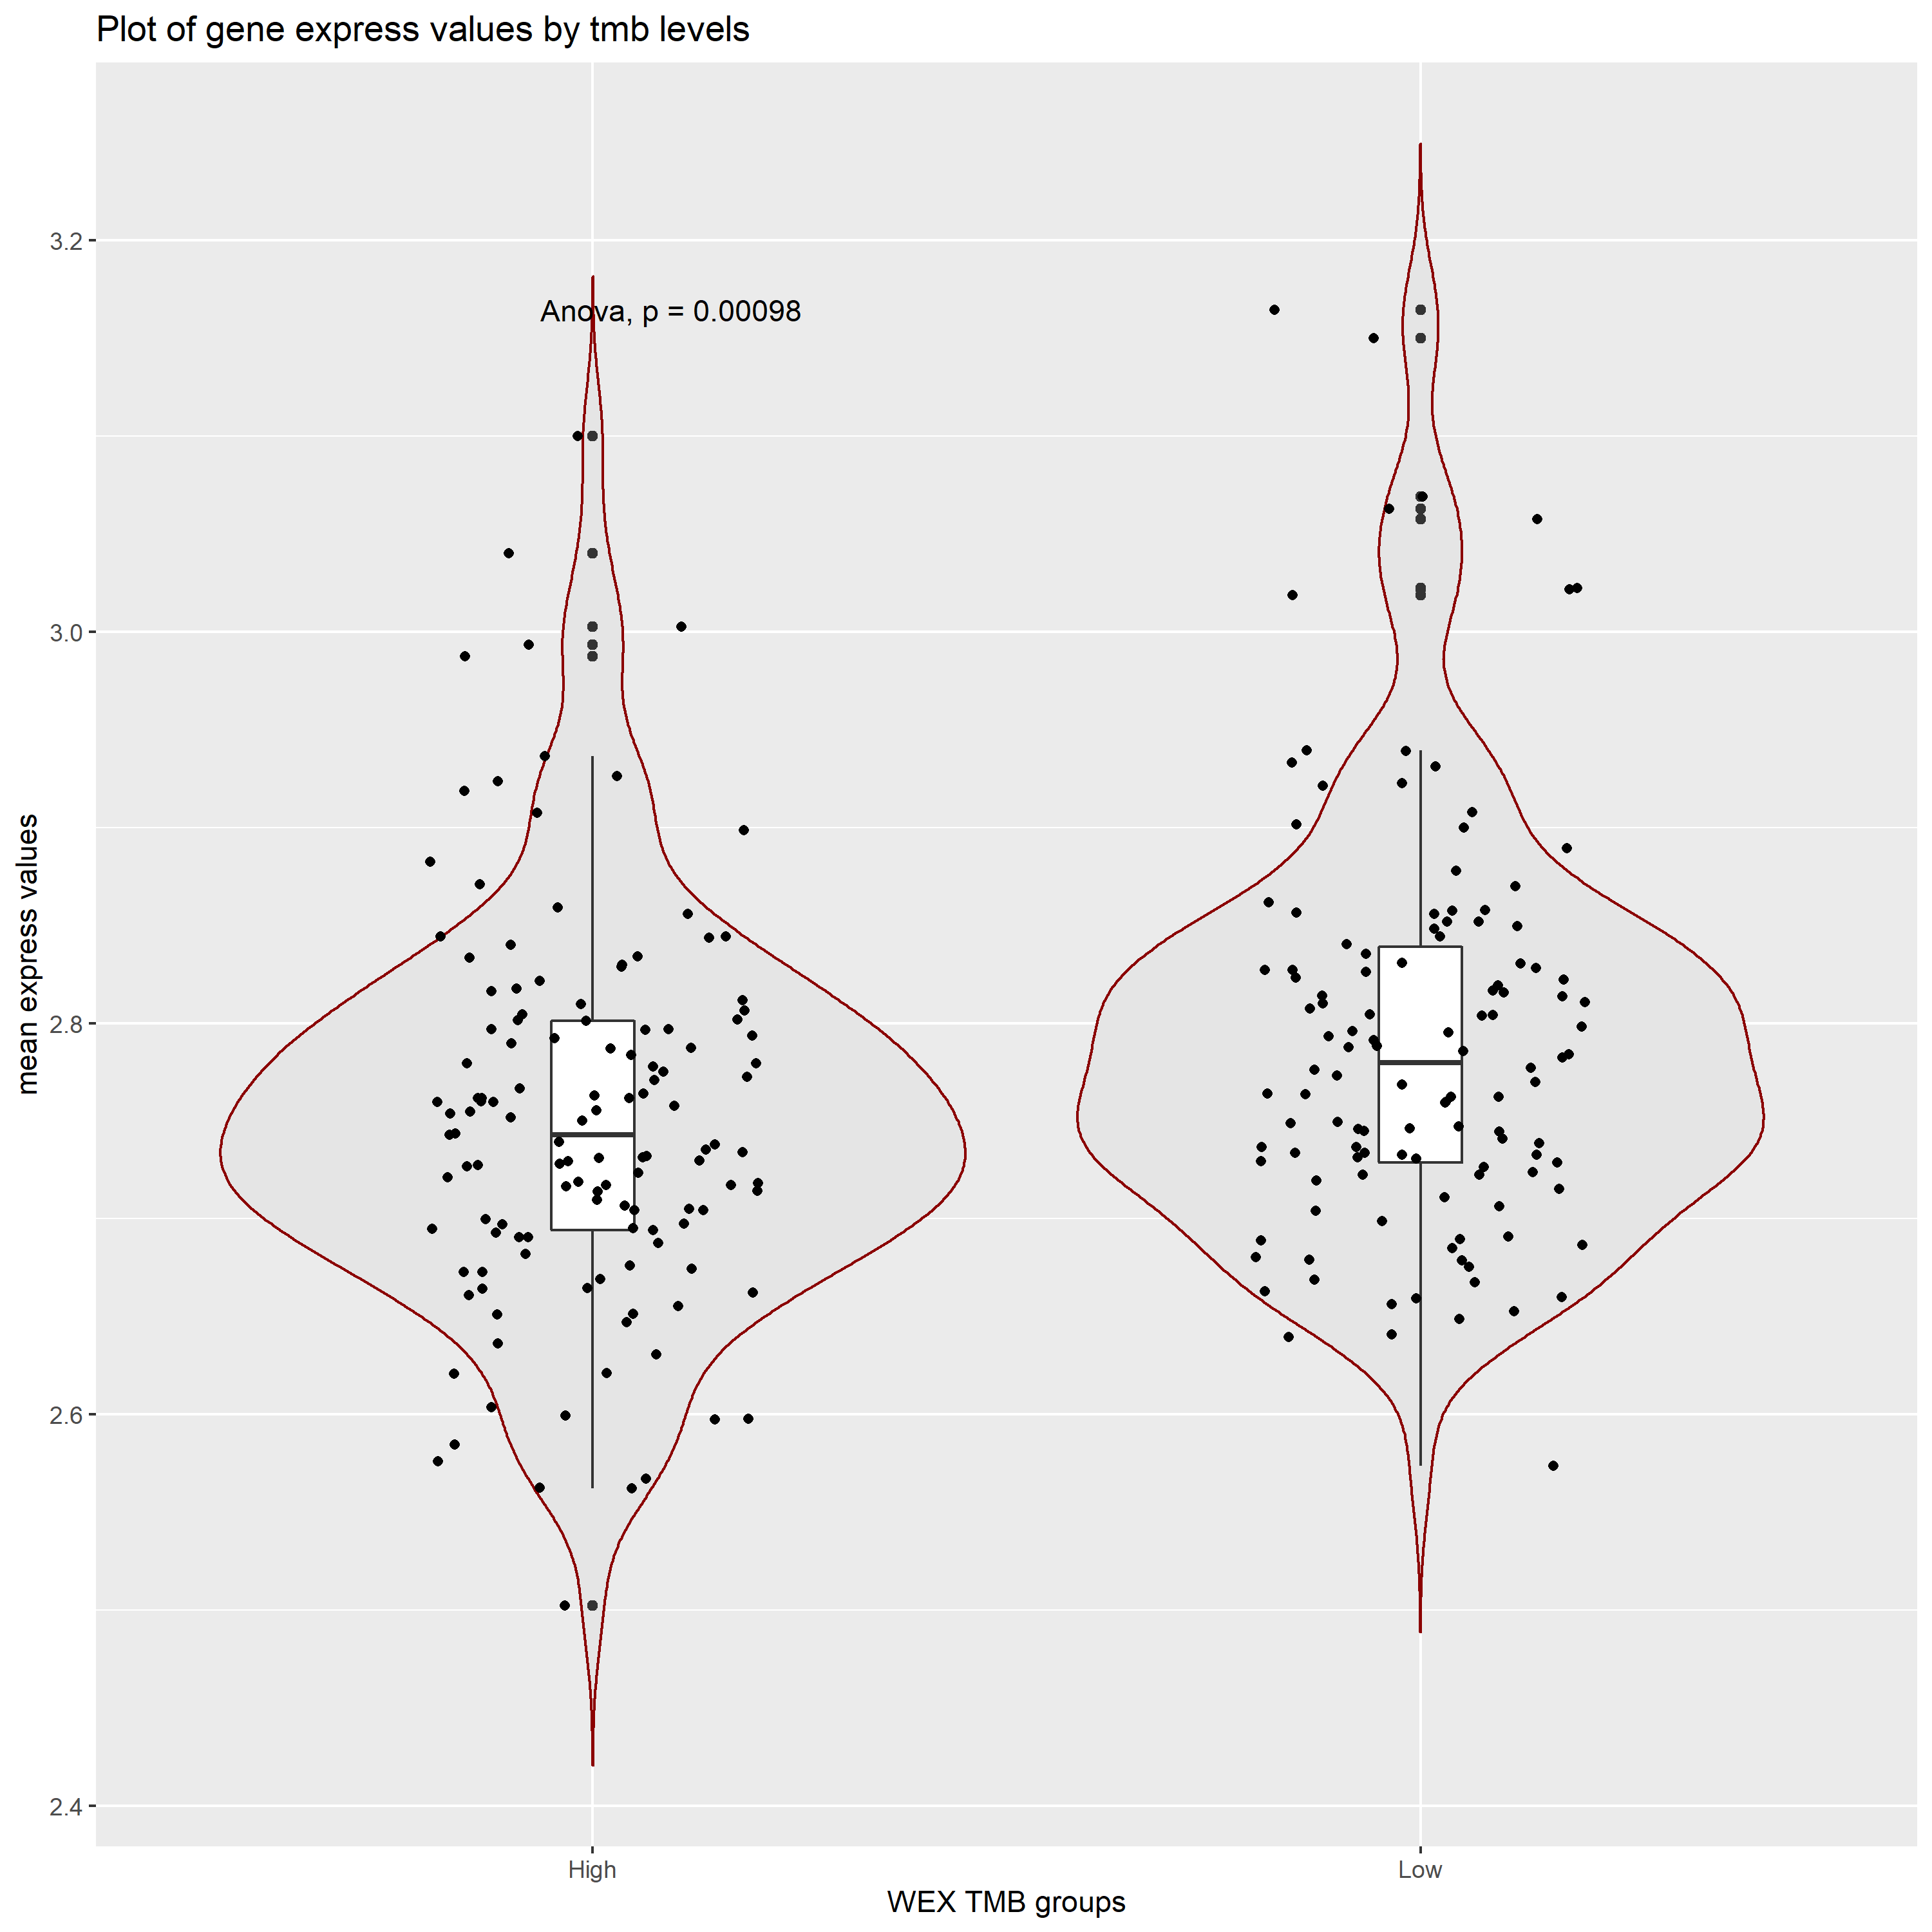 Plot of gene express values by tmb levels
Anova, p = 0.00098
mean express values
3.2
3.0
2.8
2.6
2.4
High
Low
WEX TMB groups